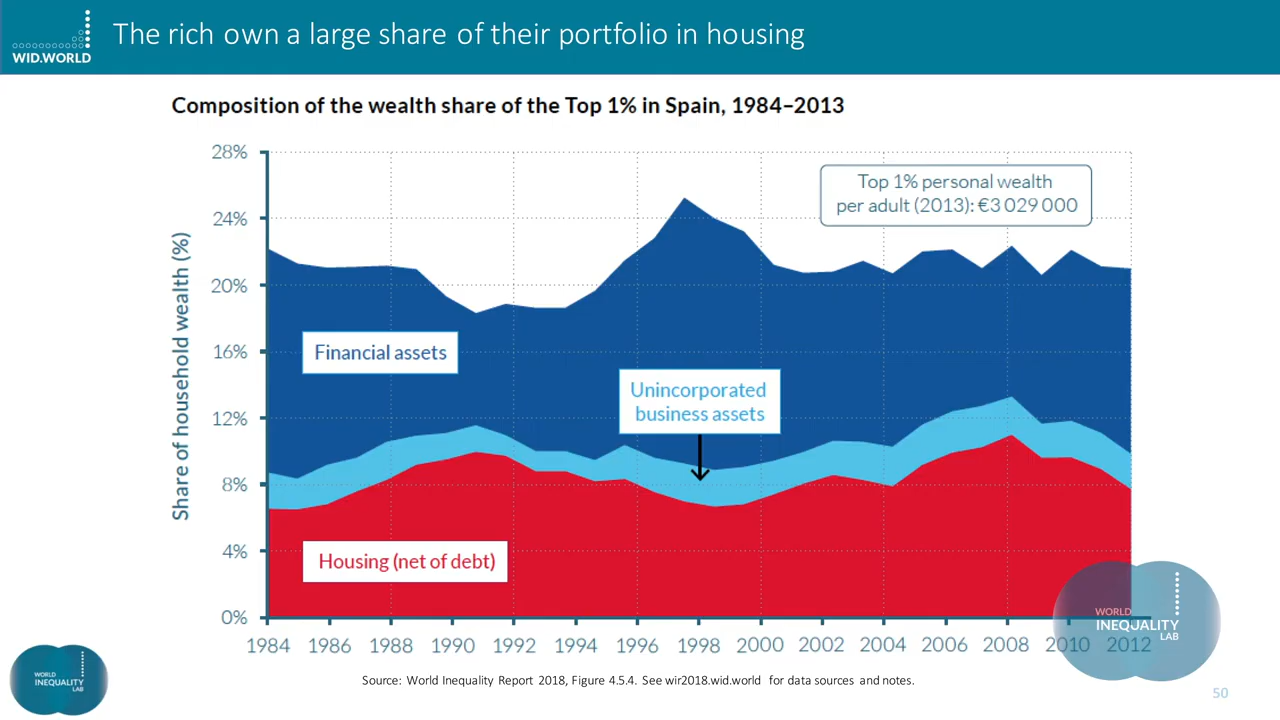 The rich own a large share of their portfolio in housing
WID.WORLD
Composition of the wealth share of the Top 1% in Spain, 1984–2013
Share of household wealth (%)
28%
24%
20%
16%
12%
8%
4%
0%
Top 1% personal wealth
per adult (2013): €3 029 000
Financial assets
Unincorporated
business assets
Housing (net of debt)
1984 1986 1988 1990 1992 1994 1996 1998 2000 2002 2004 2006 2008 2010 2012
WORLD
INEQUALITY
LAB
WORLD
INEQUALITY
LAB
Source: World Inequality Report 2018, Figure 4.5.4. See wir2018.wid.world for data sources and notes.
50